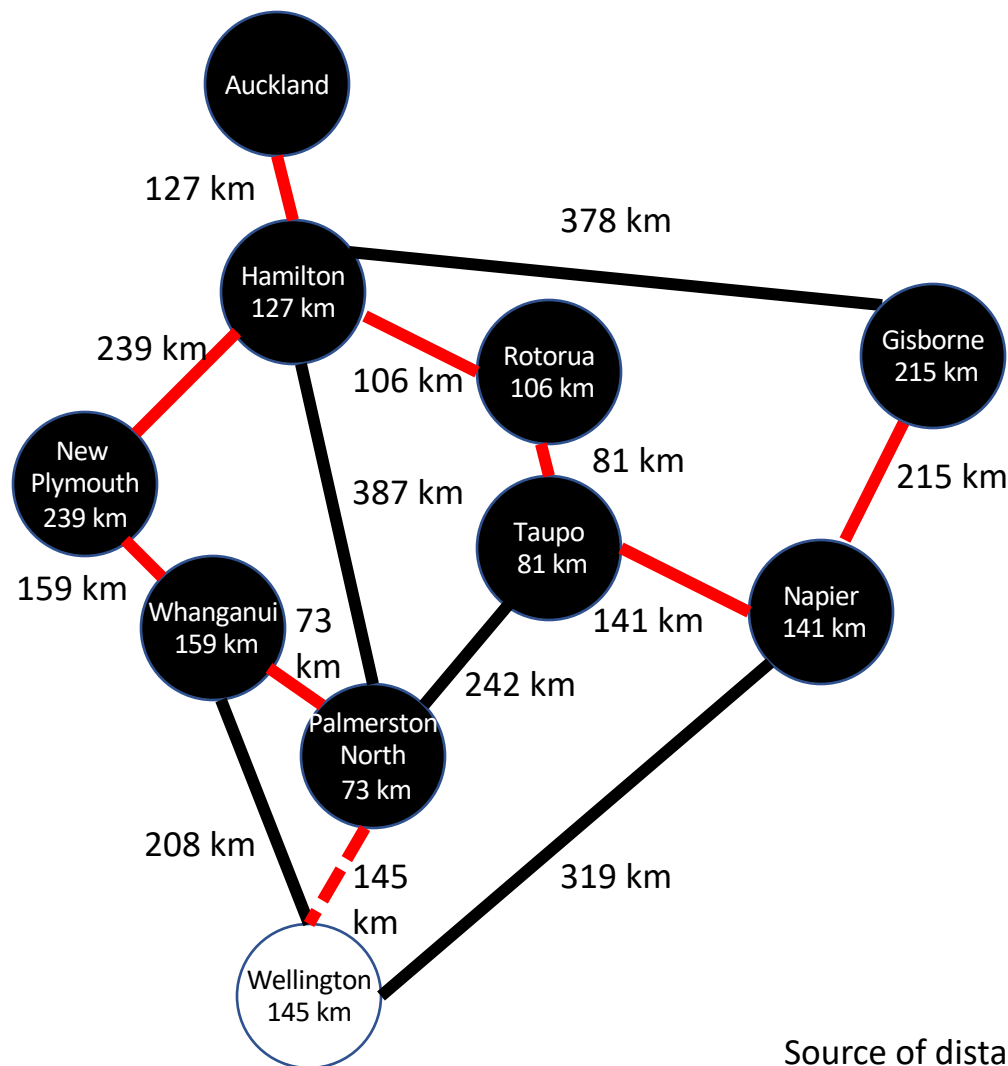 Auckland
127 km
378 km
Hamilton
127 km
Gisborne
215 km
239 km
Rotorua
106 km
106 km
New
Plymouth
239 km
81 km
215 km
387 km
Taupo
81 km
159 km
Whanganui
159 km
73
km
141 km
Napier
141 km
242 km
Palmerston
North
73 km
208 km
145
km
319 km
Wellington
145 km
Source of dista